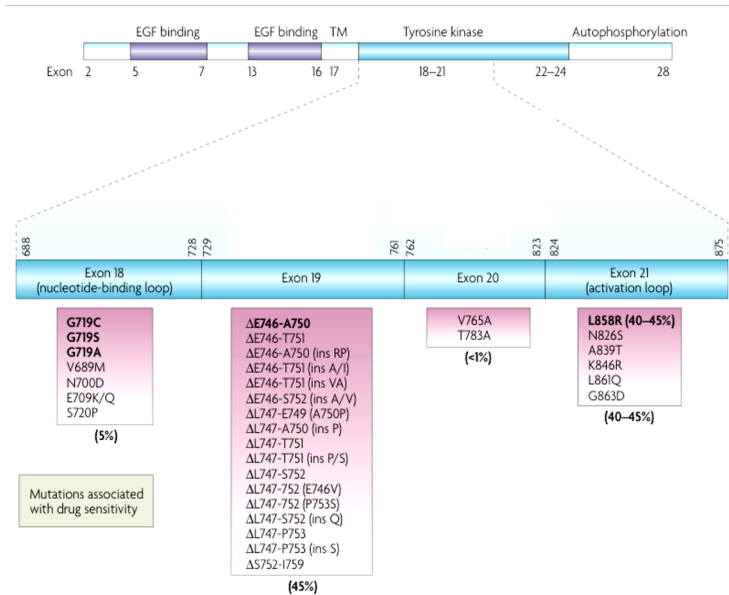 EGF binding EGF binding TM Tyrosine kinase Autophosphorylation
Exon 2 5 7 13 16 17 18–21 22–24 28
688 728 729 761 762 823 824 875
Exon 18
(nucleotide-binding loop)
Exon 19
Exon 20
Exon 21
(activation loop)
G719C
G719S
G719A
V689M
N700D
E709K/Q
S720P
(5%)
ΔE746-A750
ΔE746-T751
ΔE746-A750 (ins RP)
ΔE746-T751 (ins A/I)
ΔE746-T751 (ins VA)
ΔE746-S752 (ins A/V)
ΔL747-E749 (A750P)
ΔL747-A750 (ins P)
ΔL747-T751
ΔL747-T751 (ins P/S)
ΔL747-S752
ΔL747-752 (E746V)
ΔL747-752 (P753S)
ΔL747-S752 (ins Q)
ΔL747-P753
ΔL747-P753 (ins S)
ΔS752-I759
(45%)
V765A
T783A
(<1%)
L858R (40–45%)
N826S
A839T
K846R
L861Q
G863D
(40–45%)
Mutations associated
with drug sensitivity